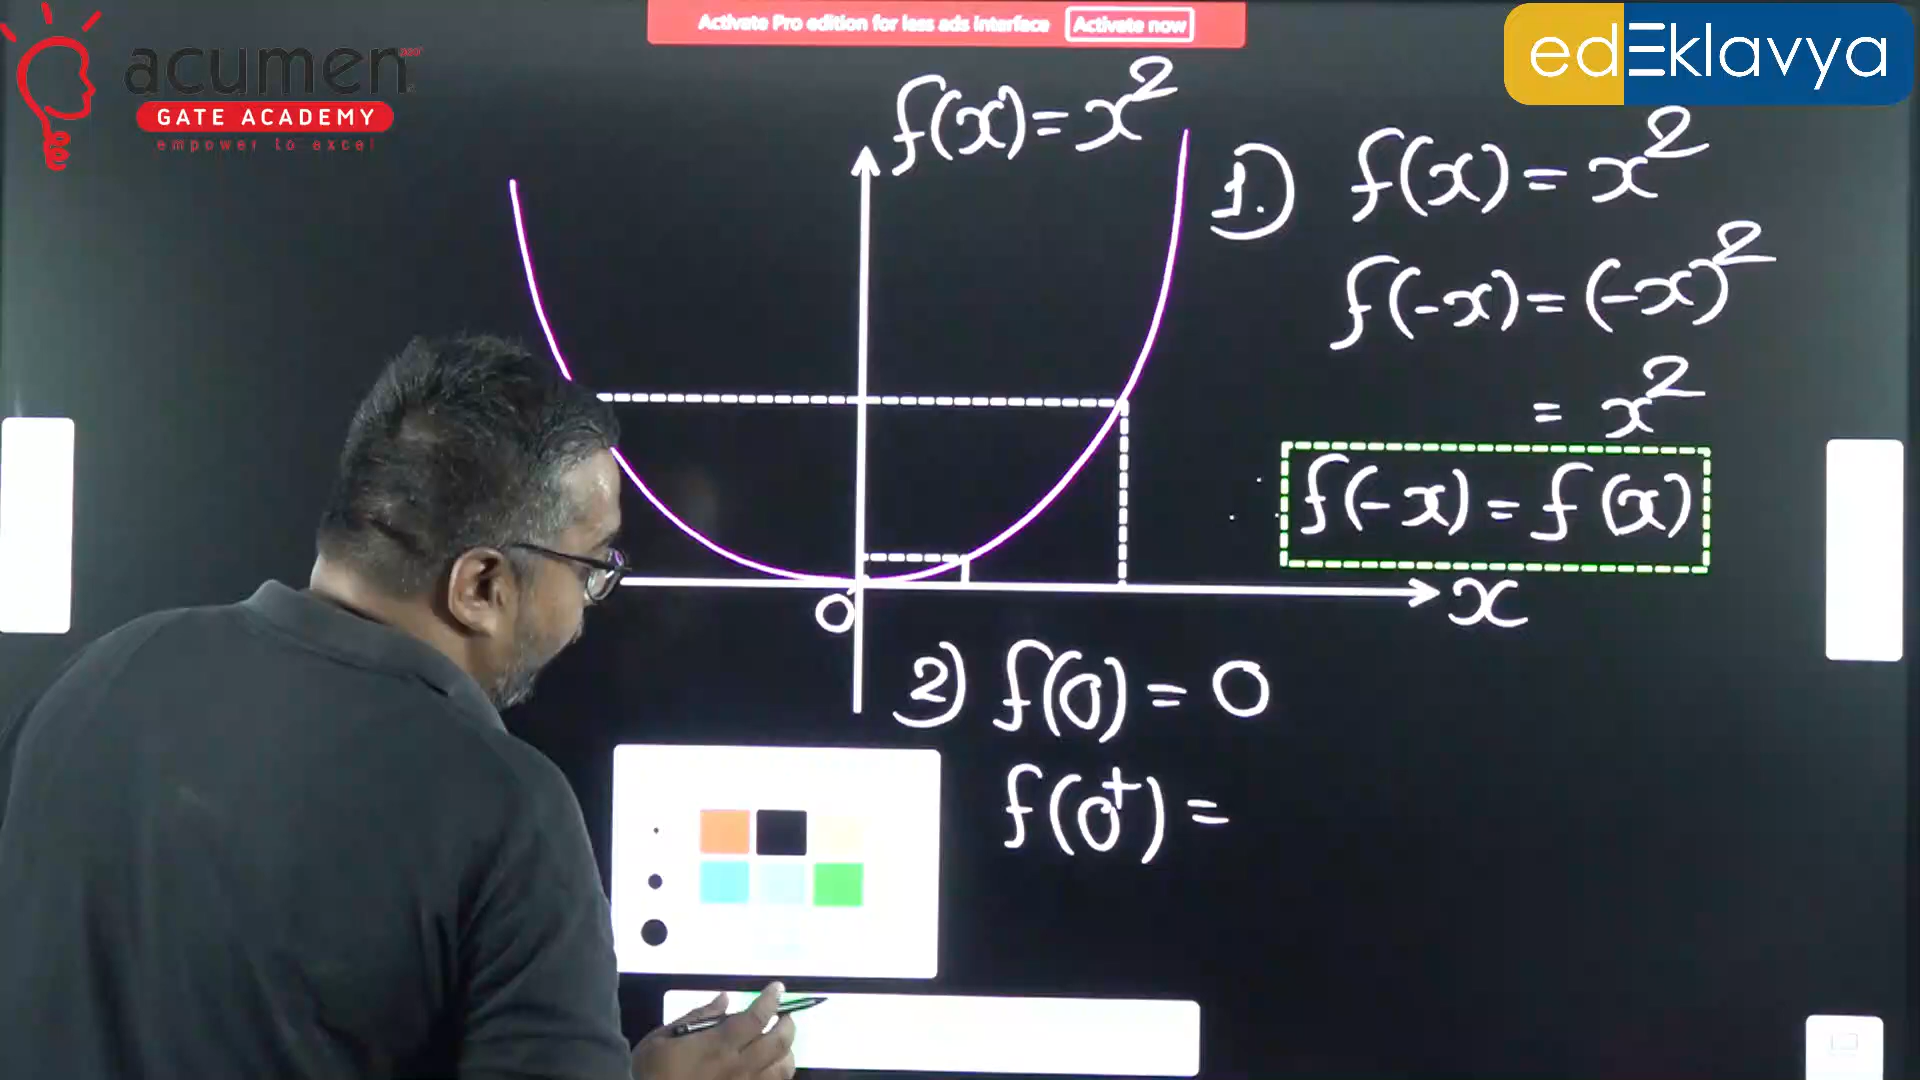 Activate Pro edition for less ads interface Activate now
acumen
GATE ACADEMY
empower to excel
edEklavya
f(x) = x²
1.) f(x) = x²
f(-x) = (-x)²
= x²
f(-x) = f(x)
O
x
2) f(0) = 0
f(0⁺) =